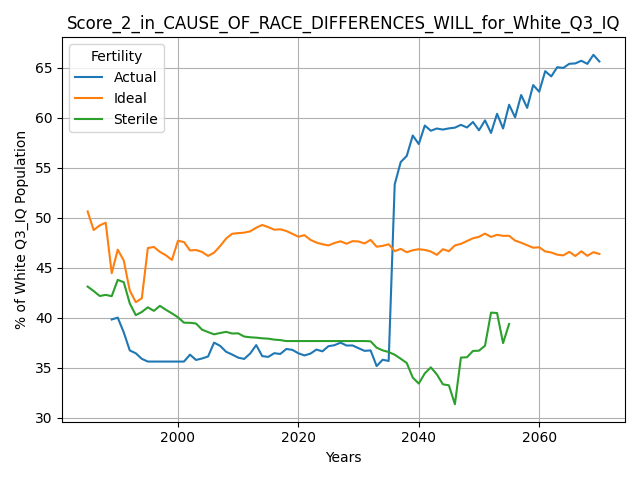 Score_2_in_CAUSE_OF_RACE_DIFFERENCES_WILL_for_White_Q3_IQ
Fertility
Actual
Ideal
Sterile
% of White Q3_IQ Population
65
60
55
50
45
40
35
30
2000
2020
2040
2060
Years